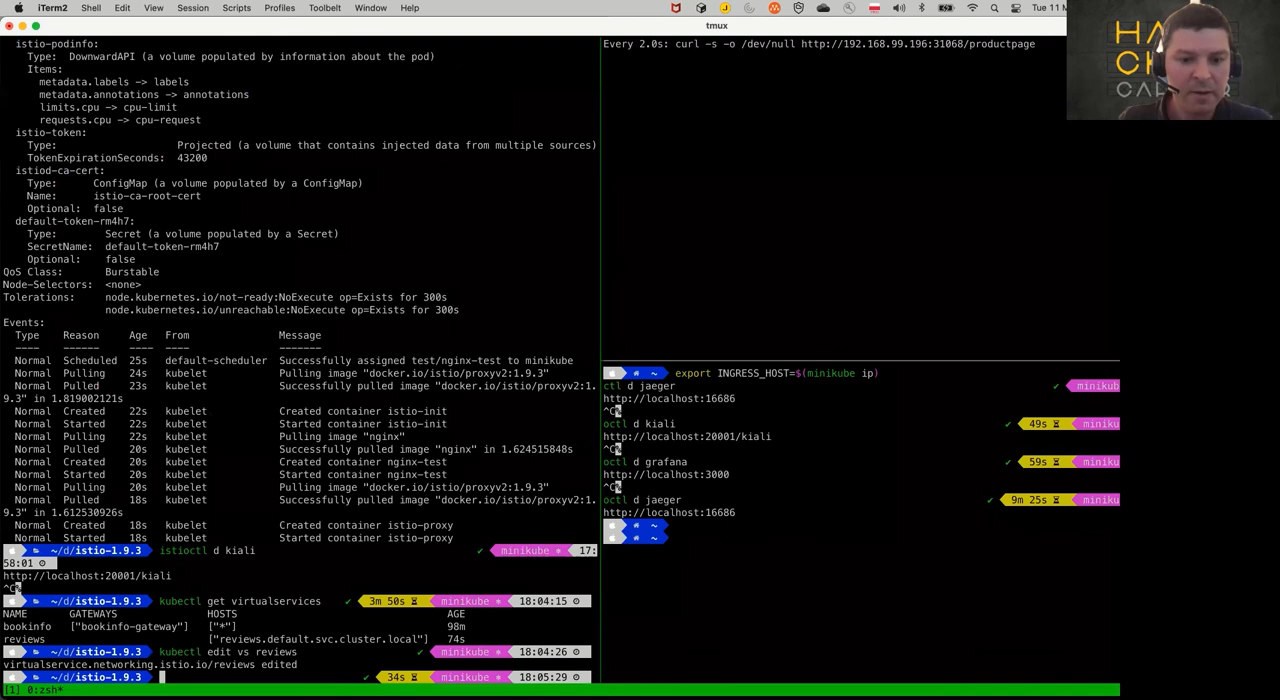 iTerm2 Shell Edit View Session Scripts Profiles Toolbelt Window Help Tue 11 M
tmux
istio-podinfo:
Type: DownwardAPI (a volume populated by information about the pod)
Items:
metadata.labels -> labels
metadata.annotations -> annotations
limits.cpu -> cpu-limit
requests.cpu -> cpu-request
istio-token:
Type: Projected (a volume that contains injected data from multiple sources)
TokenExpirationSeconds: 43200
istiod-ca-cert:
Type: ConfigMap (a volume populated by a ConfigMap)
Name: istio-ca-root-cert
Optional: false
default-token-rm4h7:
Type: Secret (a volume populated by a Secret)
SecretName: default-token-rm4h7
Optional: false
QoS Class: Burstable
Node-Selectors: <none>
Tolerations: node.kubernetes.io/not-ready:NoExecute op=Exists for 300s
node.kubernetes.io/unreachable:NoExecute op=Exists for 300s
Events:
Type Reason Age From Message
---- ------ ---- ---- -------
Normal Scheduled 25s default-scheduler Successfully assigned test/nginx-test to minikube
Normal Pulling 24s kubelet Pulling image "docker.io/istio/proxyv2:1.9.3"
Normal Pulled 23s kubelet Successfully pulled image "docker.io/istio/proxyv2:1.
9.3" in 1.819002121s
Normal Created 22s kubelet Created container istio-init
Normal Started 22s kubelet Started container istio-init
Normal Pulling 22s kubelet Pulling image "nginx"
Normal Pulled 20s kubelet Successfully pulled image "nginx" in 1.624515848s
Normal Created 20s kubelet Created container nginx-test
Normal Started 20s kubelet Started container nginx-test
Normal Pulling 20s kubelet Pulling image "docker.io/istio/proxyv2:1.9.3"
Normal Pulled 18s kubelet Successfully pulled image "docker.io/istio/proxyv2:1.
9.3" in 1.612530926s
Normal Created 18s kubelet Created container istio-proxy
Normal Started 18s kubelet Started container istio-proxy
~/d/istio-1.9.3 istioctl d kiali ✔ minikube ⎈ 17:
58:01
http://localhost:20001/kiali
^C%
~/d/istio-1.9.3 kubectl get virtualservices ✔ 3m 50s minikube ⎈ 18:04:15
NAME GATEWAYS HOSTS AGE
bookinfo ["bookinfo-gateway"] ["*"] 98m
reviews ["reviews.default.svc.cluster.local"] 74s
~/d/istio-1.9.3 kubectl edit vs reviews ✔ minikube ⎈ 18:04:26
virtualservice.networking.istio.io/reviews edited
~/d/istio-1.9.3 ✔ 34s minikube ⎈ 18:05:29
[1] 0:zsh*
Every 2.0s: curl -s -o /dev/null http://192.168.99.196:31068/productpage
~ export INGRESS_HOST=$(minikube ip)
ctl d jaeger ✔ minikub
http://localhost:16686
^C%
octl d kiali ✔ 49s miniku
http://localhost:20001/kiali
^C%
octl d grafana ✔ 59s miniku
http://localhost:3000
^C%
octl d jaeger ✔ 9m 25s miniku
http://localhost:16686
~
~